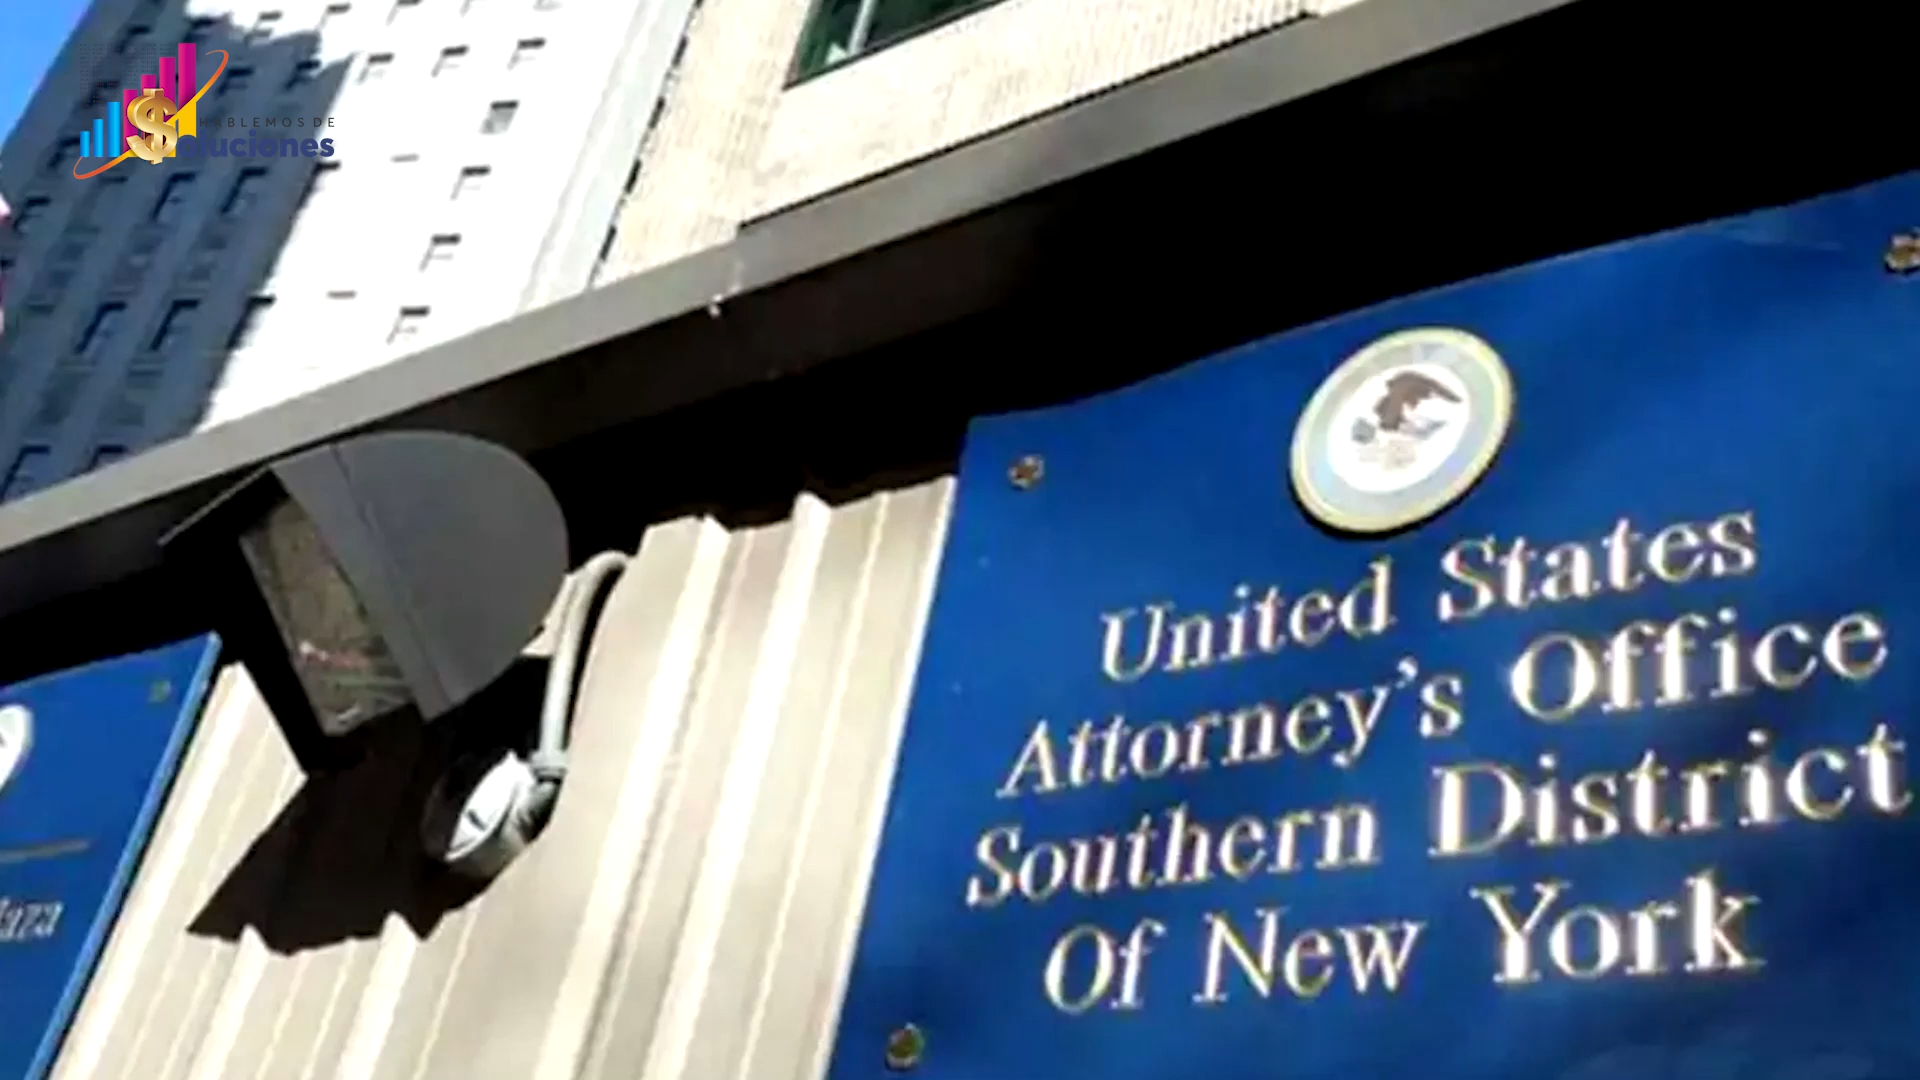 HABLEMOS DE
Soluciones
United States
Attorney's Office
Southern District
Of New York